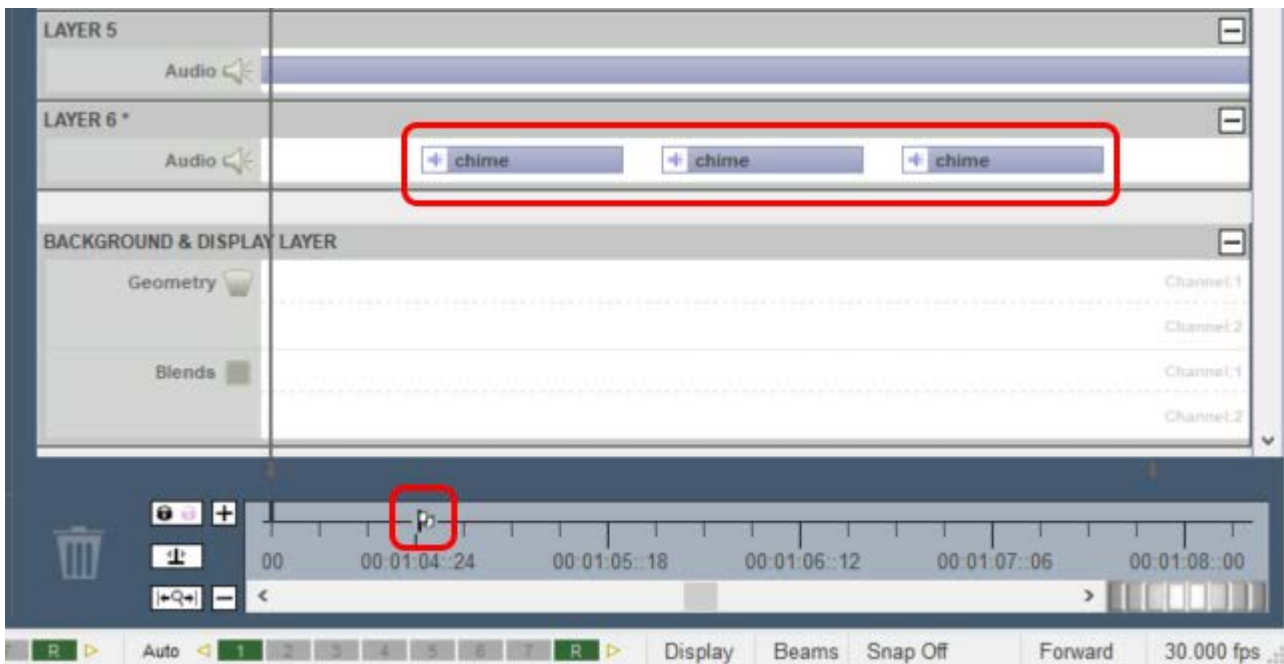 LAYER 5
Audio
LAYER 6 *
Audio
chime chime chime
BACKGROUND & DISPLAY LAYER
Geometry
Channel:1
Channel:2
Blends
Channel:1
Channel:2
00 00:01:04::24 00:01:05::18 00:01:06::12 00:01:07::06 00:01:08::00
R Auto 1 2 3 4 5 6 7 R Display Beams Snap Off Forward 30.000 fps